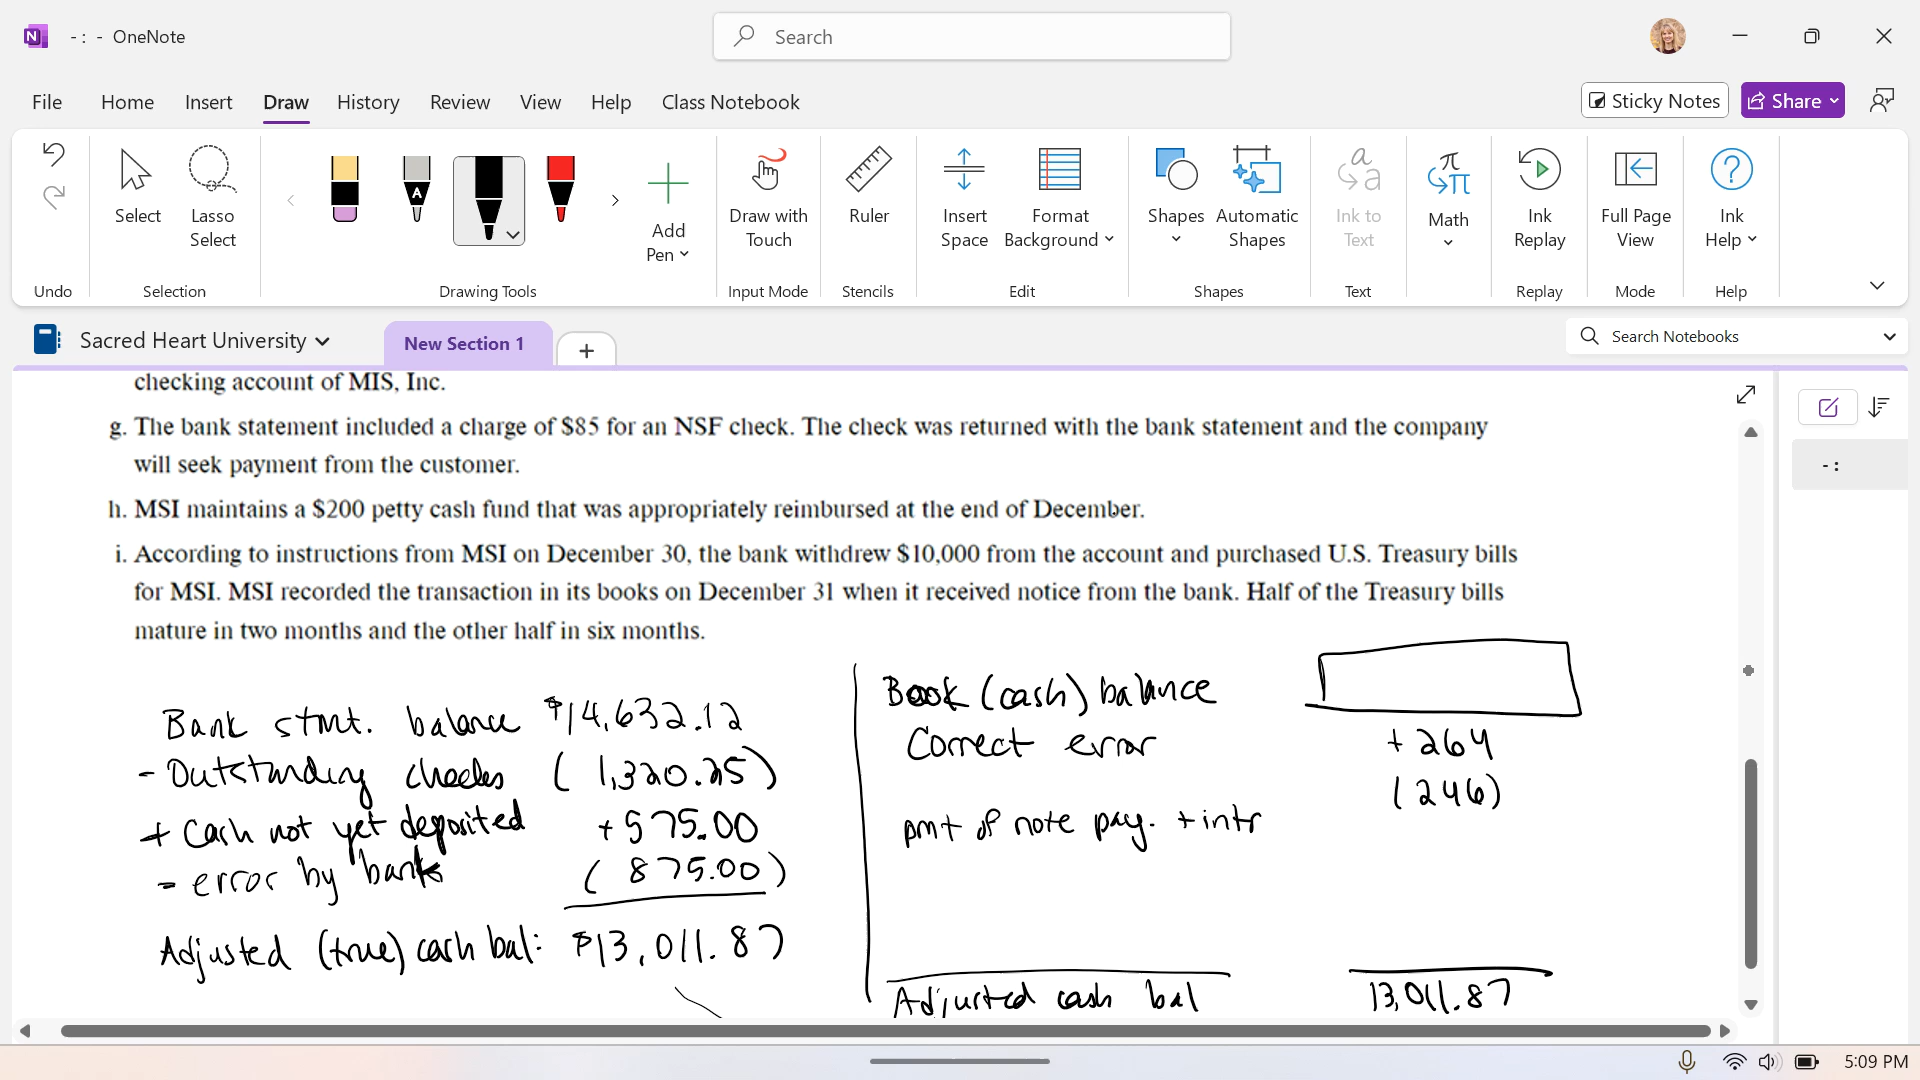 - : - OneNote
Search
File Home Insert Draw History Review View Help Class Notebook
Sticky Notes Share
Select
Lasso Select
A
Add Pen
Draw with Touch
Ruler
Insert Space
Format Background
Shapes
Automatic Shapes
Ink to Text
Math
Ink Replay
Full Page View
Ink Help
Undo Selection Drawing Tools Input Mode Stencils Edit Shapes Text Replay Mode Help
Sacred Heart University New Section 1 +
Search Notebooks
- :
checking account of MIS, Inc.
g. The bank statement included a charge of $85 for an NSF check. The check was returned with the bank statement and the company
will seek payment from the customer.
h. MSI maintains a $200 petty cash fund that was appropriately reimbursed at the end of December.
i. According to instructions from MSI on December 30, the bank withdrew $10,000 from the account and purchased U.S. Treasury bills
for MSI. MSI recorded the transaction in its books on December 31 when it received notice from the bank. Half of the Treasury bills
mature in two months and the other half in six months.
Bank stmt. balance $14,632.12
- Outstanding checks (1,320.25)
+ Cash not yet deposited + 575.00
- error by bank (875.00)
Adjusted (true) cash bal: $13,011.87
Book (cash) balance
Correct error + 264
(246)
pmt of note pay. + intr
Adjusted cash bal 13,011.87
5:09 PM